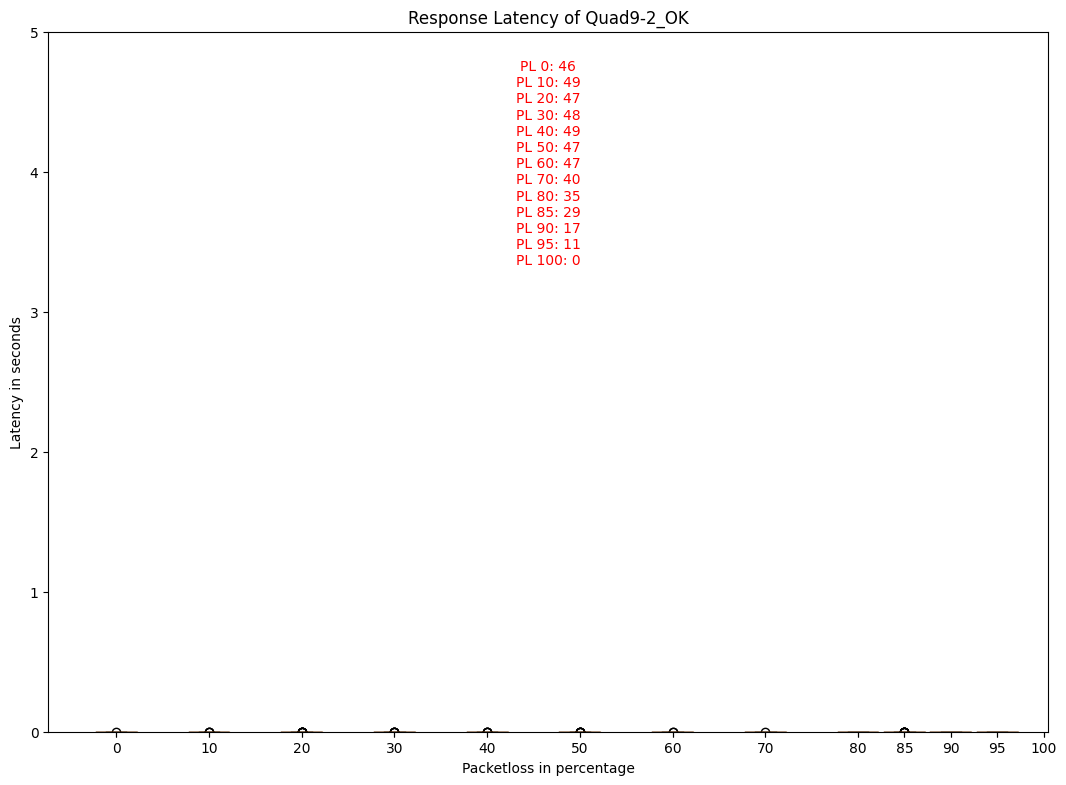 Response Latency of Quad9-2_OK
5
PL 0: 46
PL 10: 49
PL 20: 47
PL 30: 48
PL 40: 49
PL 50: 47
PL 60: 47
PL 70: 40
PL 80: 35
PL 85: 29
PL 90: 17
PL 95: 11
PL 100: 0
4
3
2
1
0
Latency in seconds
0 10 20 30 40 50 60 70 80 85 90 95 100
Packetloss in percentage